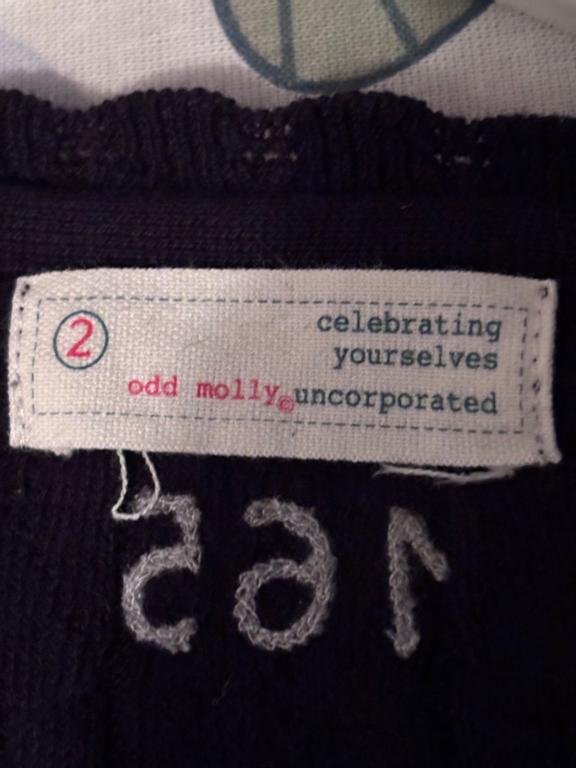 2
celebrating
yourselves
odd molly© uncorporated
165